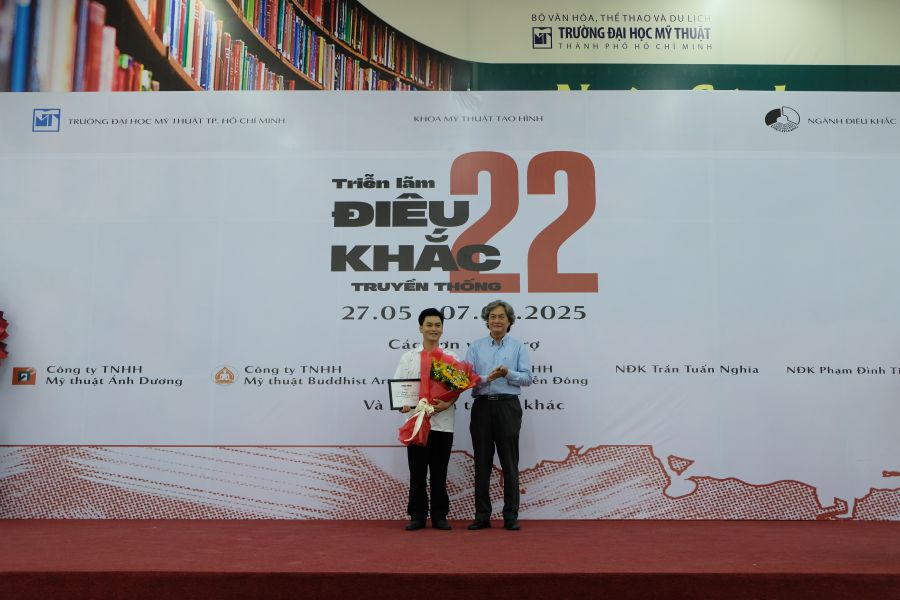 BỘ VĂN HÓA, THỂ THAO VÀ DU LỊCH
TRƯỜNG ĐẠI HỌC MỸ THUẬT
THÀNH PHỐ HỒ CHÍ MINH
MT TRƯỜNG ĐẠI HỌC MỸ THUẬT TP. HỒ CHÍ MINH
KHOA MỸ THUẬT TẠO HÌNH
NGÀNH ĐIÊU KHẮC
Triển lãm
ĐIÊU
KHẮC
22
TRUYỀN THỐNG
27.05 07. .2025
Công ty TNHH
Mỹ thuật Ánh Dương
Công ty TNHH
Mỹ thuật Buddhist
NĐK Trần Tuấn Nghĩa
NĐK Phạm Đình
Và khác